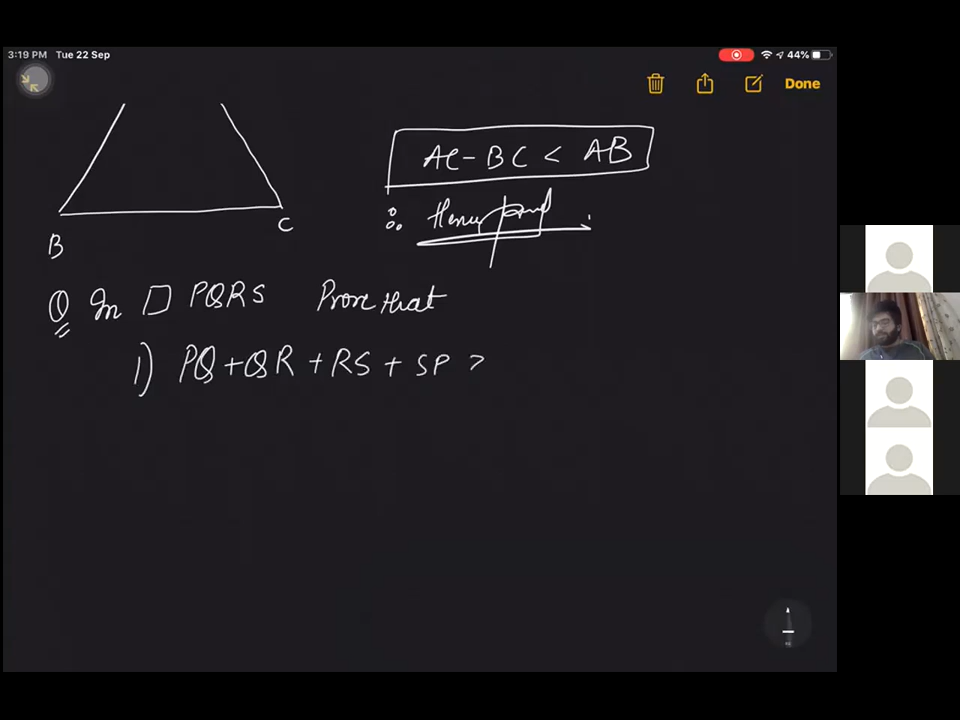 3:19 PM Tue 22 Sep 44%
Done
AC - BC < AB
∴ Hence proved
B C
Q In □ PQRS Prove that
1) PQ + QR + RS + SP >